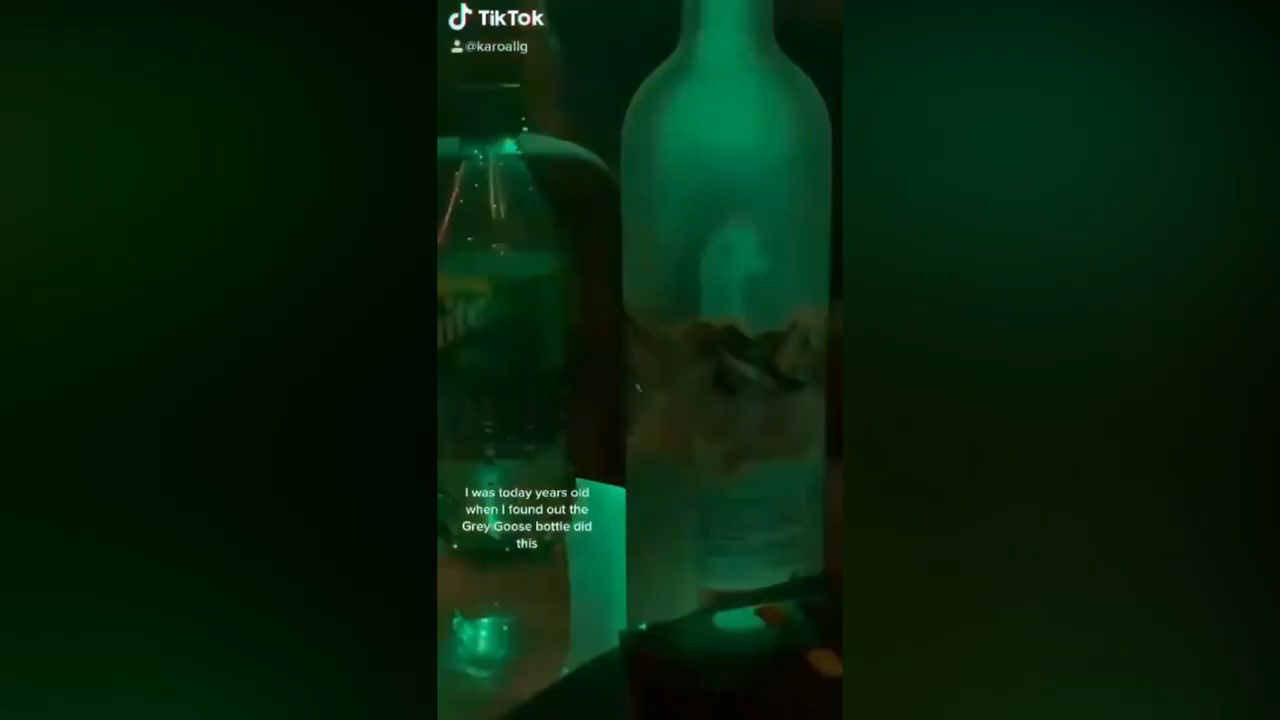 TikTok
@karoallg
I was today years old
when I found out the
Grey Goose bottle did
this